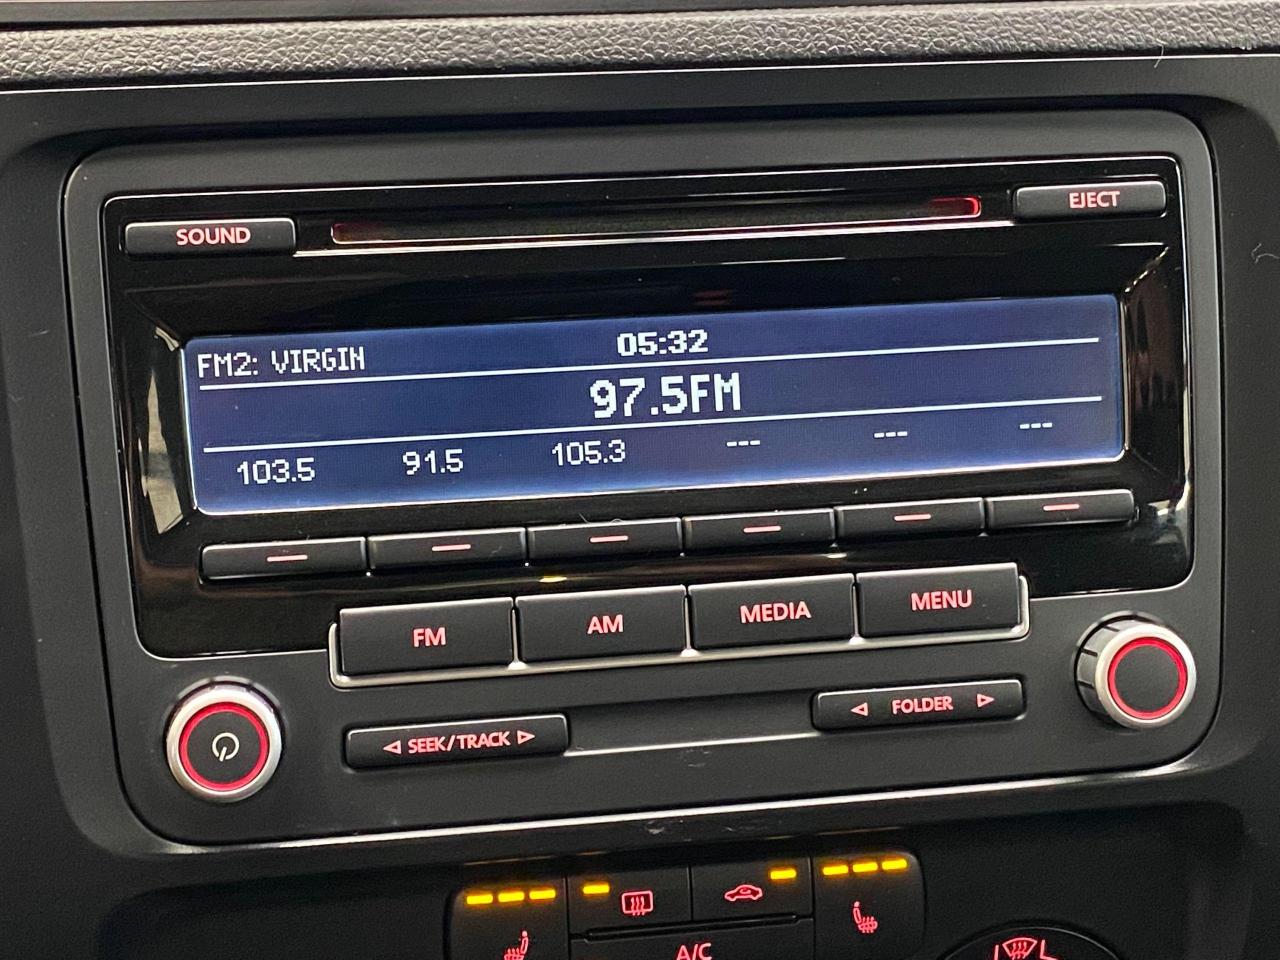 SOUND
EJECT
FM2: VIRGIN 05:32
97.5FM
103.5 91.5 105.3 --- --- ---
FM AM MEDIA MENU
FOLDER
SEEK/TRACK
A/C